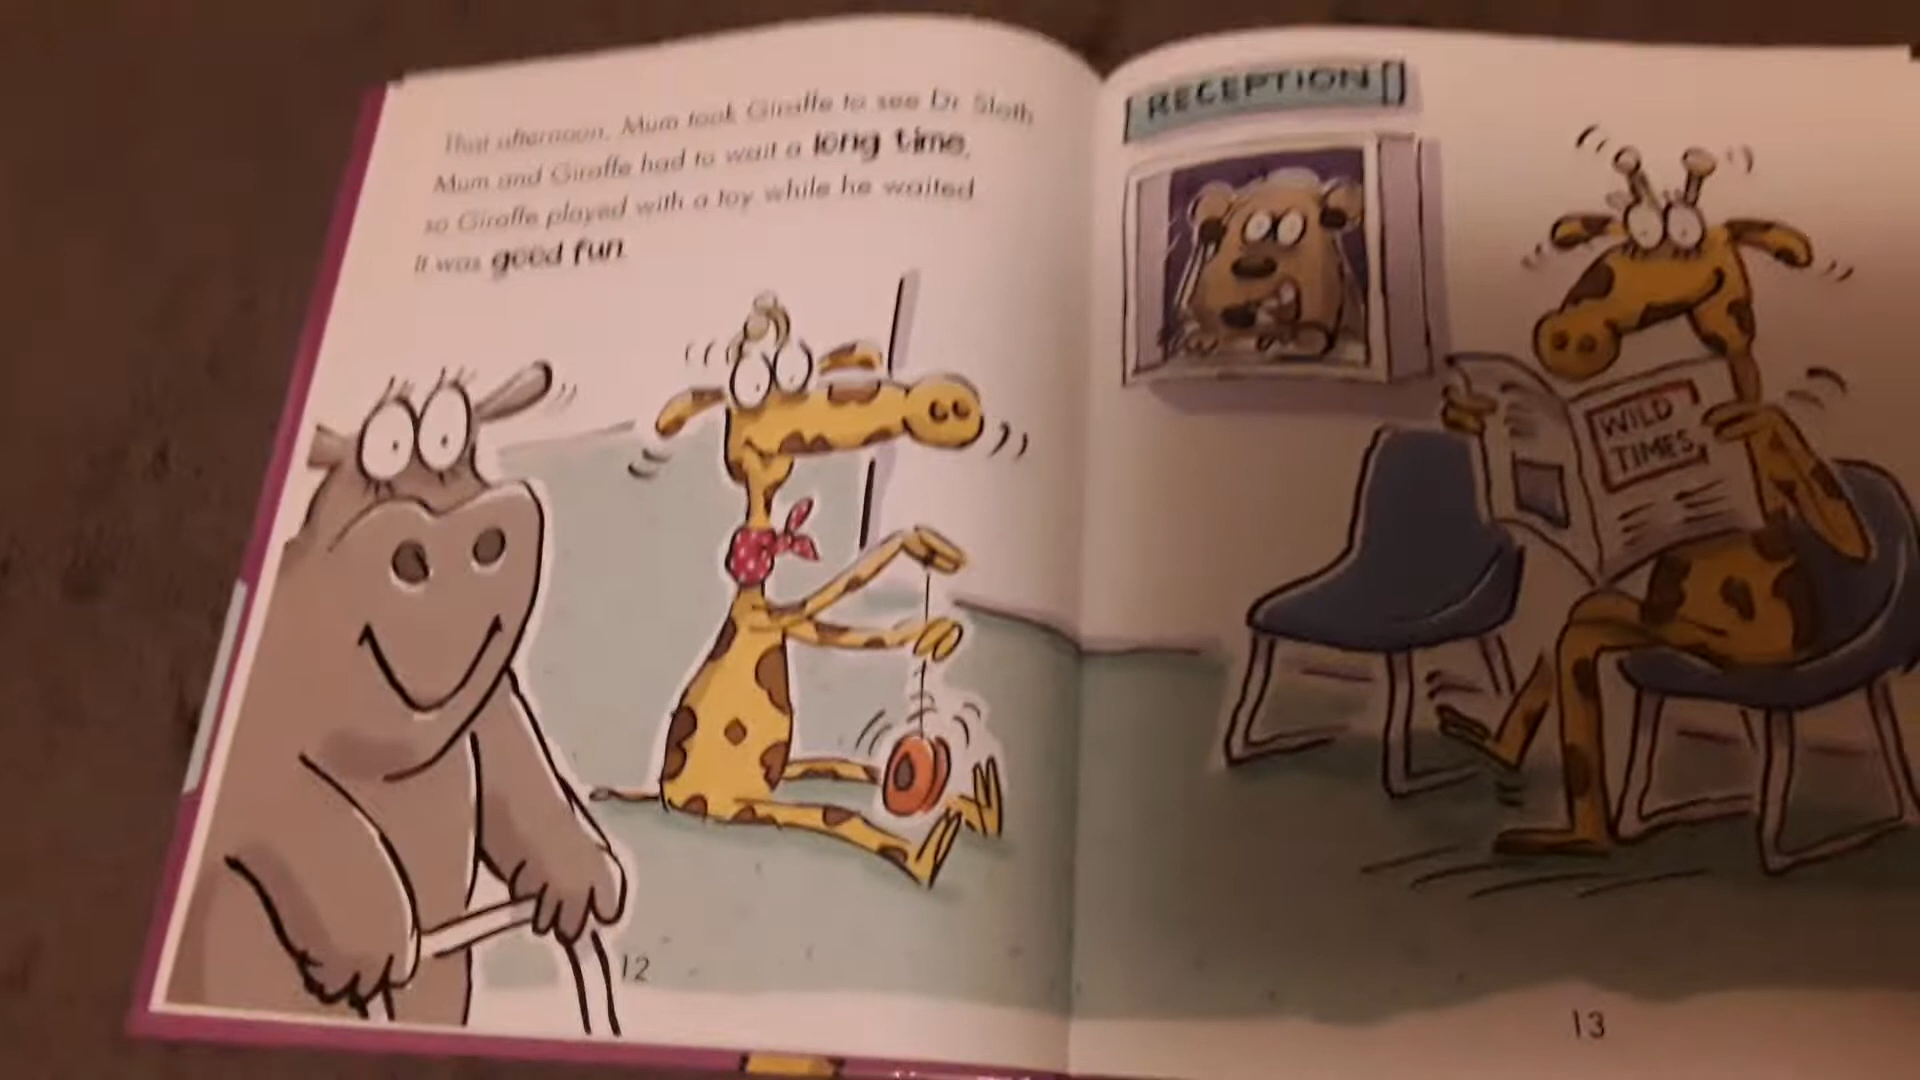 That afternoon, Mum took Giraffe to see Dr Sloth.
Mum and Giraffe had to wait a long time,
so Giraffe played with a toy while he waited.
It was good fun.
12
RECEPTION
WILD
TIMES
13